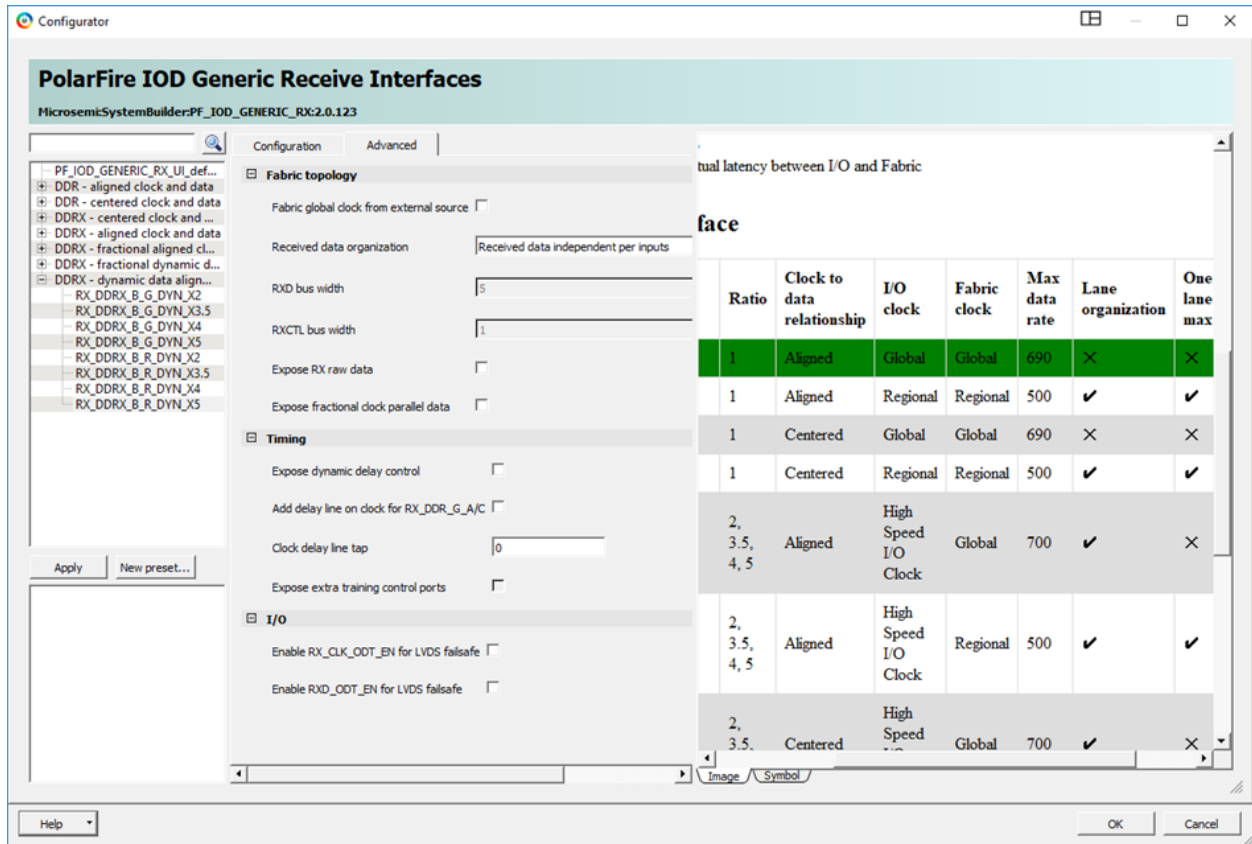 Configurator
PolarFire IOD Generic Receive Interfaces
Microsemi:SystemBuilder:PF_IOD_GENERIC_RX:2.0.123
PF_IOD_GENERIC_RX_UI_def...
DDR - aligned clock and data
DDR - centered clock and data
DDRX - centered clock and ...
DDRX - aligned clock and data
DDRX - fractional aligned cl...
DDRX - fractional dynamic d...
DDRX - dynamic data align...
RX_DDRX_B_G_DYN_X2
RX_DDRX_B_G_DYN_X3.5
RX_DDRX_B_G_DYN_X4
RX_DDRX_B_G_DYN_X5
RX_DDRX_B_R_DYN_X2
RX_DDRX_B_R_DYN_X3.5
RX_DDRX_B_R_DYN_X4
RX_DDRX_B_R_DYN_X5
Apply New preset...
Configuration Advanced
Fabric topology
Fabric global clock from external source
Received data organization Received data independent per inputs
RXD bus width 5
RXCTL bus width 1
Expose RX raw data
Expose fractional clock parallel data
Timing
Expose dynamic delay control
Add delay line on clock for RX_DDR_G_A/C
Clock delay line tap 0
Expose extra training control ports
I/O
Enable RX_CLK_ODT_EN for LVDS failsafe
Enable RXD_ODT_EN for LVDS failsafe
tual latency between I/O and Fabric
face
Ratio Clock to data relationship I/O clock Fabric clock Max data rate Lane organization One lane max
1 Aligned Global Global 690 ✕ ✕
1 Aligned Regional Regional 500 ✔ ✔
1 Centered Global Global 690 ✕ ✕
1 Centered Regional Regional 500 ✔ ✔
2, 3.5, 4, 5 Aligned High Speed I/O Clock Global 700 ✔ ✕
2, 3.5, 4, 5 Aligned High Speed I/O Clock Regional 500 ✔ ✔
2, 3.5, Centered High Speed Global 700 ✔ ✕
Image Symbol
Help OK Cancel